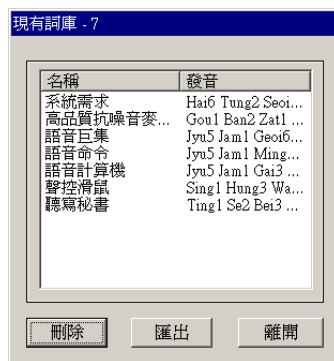 現有詞庫 - 7
名稱 發音
系統需求 Hai6 Tung2 Seoi...
高品質抗噪音麥... Gou1 Ban2 Zat1 ...
語音巨集 Jyu5 Jam1 Geoi6...
語音命令 Jyu5 Jam1 Ming...
語音計算機 Jyu5 Jam1 Gai3 ...
聲控滑鼠 Sing1 Hung3 Wa...
聽寫秘書 Ting1 Se2 Bei3 ...
刪除 匯出 離開